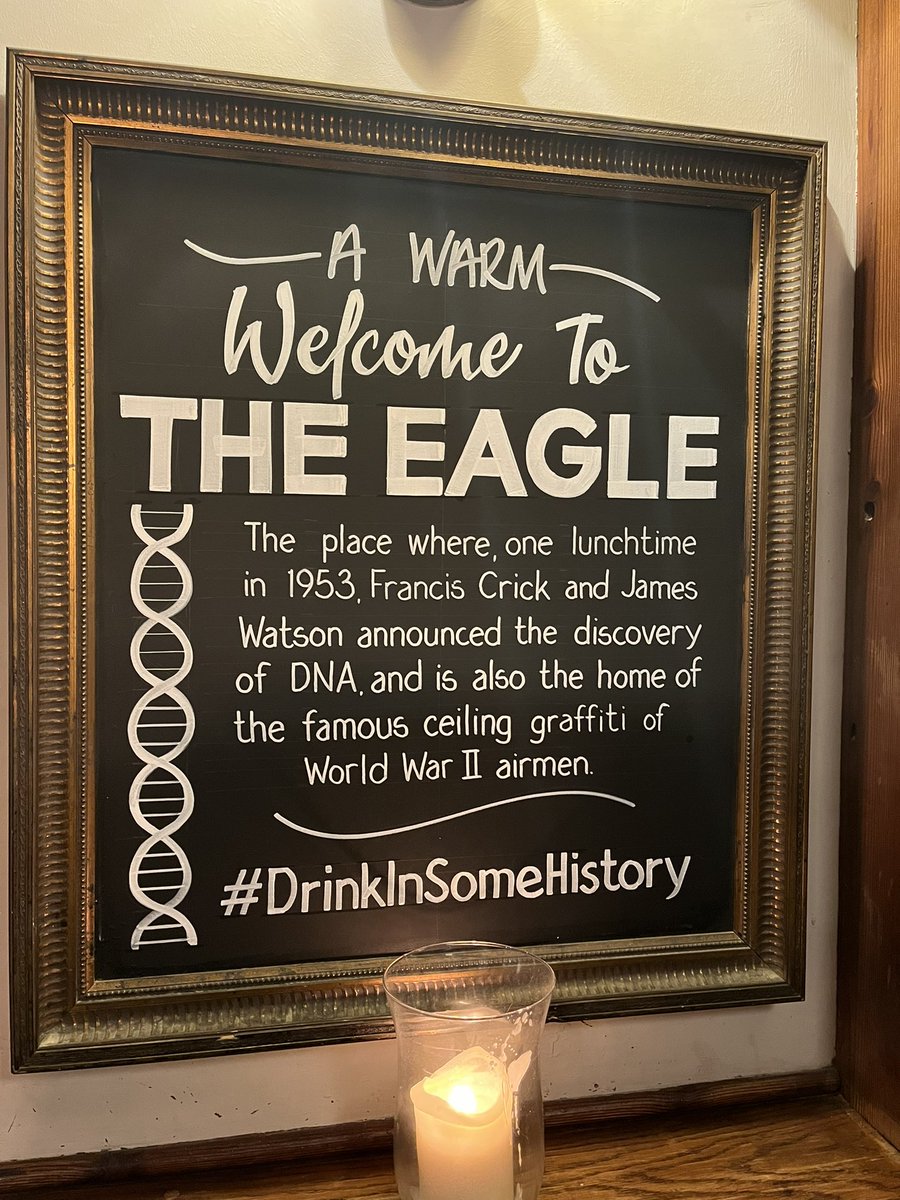 A WARM
Welcome To
THE EAGLE
The place where, one lunchtime
in 1953, Francis Crick and James
Watson announced the discovery
of DNA, and is also the home of
the famous ceiling graffiti of
World War II airmen.
#DrinkInSomeHistory